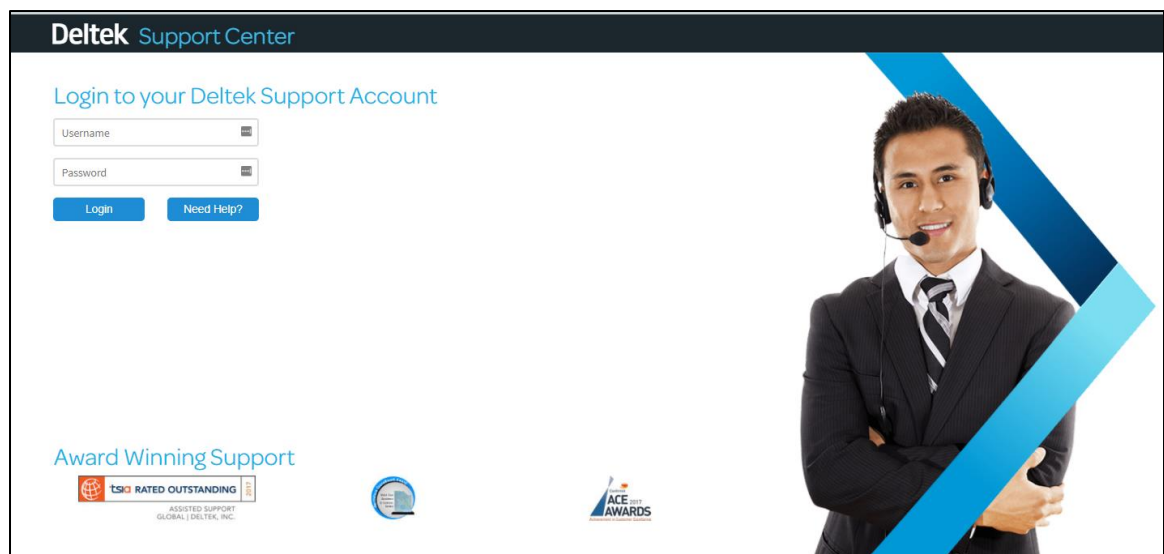 Deltek Support Center
Login to your Deltek Support Account
Username
Password
Login Need Help?
Award Winning Support
tsia RATED OUTSTANDING 2017
ASSISTED SUPPORT
GLOBAL | DELTEK, INC.
ACE 2017
AWARDS